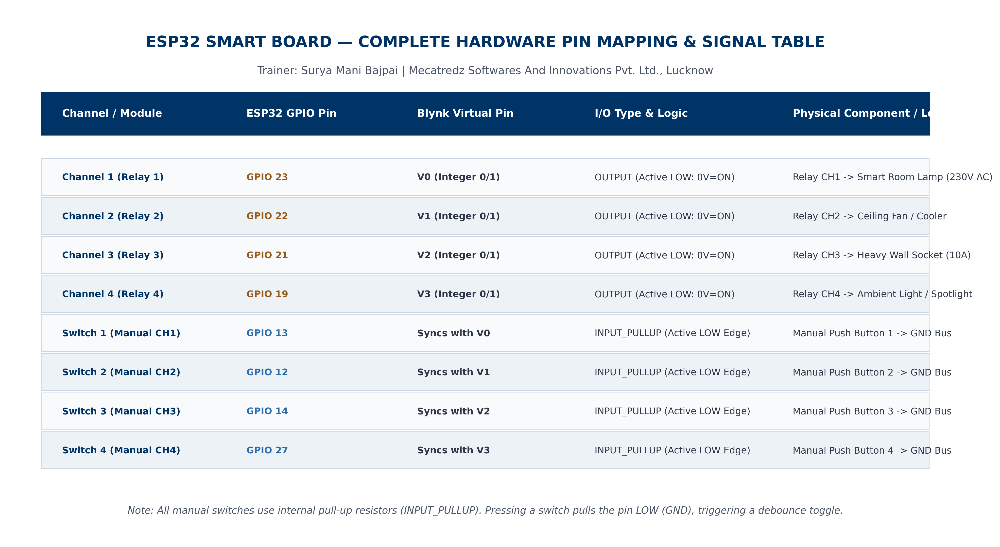 ESP32 SMART BOARD — COMPLETE HARDWARE PIN MAPPING & SIGNAL TABLE
Trainer: Surya Mani Bajpai | Mecatredz Softwares And Innovations Pvt. Ltd., Lucknow
Channel / Module ESP32 GPIO Pin Blynk Virtual Pin I/O Type & Logic Physical Component /
Channel 1 (Relay 1) GPIO 23 V0 (Integer 0/1) OUTPUT (Active LOW: 0V=ON) Relay CH1 -> Smart Room Lamp (230V AC)
Channel 2 (Relay 2) GPIO 22 V1 (Integer 0/1) OUTPUT (Active LOW: 0V=ON) Relay CH2 -> Ceiling Fan / Cooler
Channel 3 (Relay 3) GPIO 21 V2 (Integer 0/1) OUTPUT (Active LOW: 0V=ON) Relay CH3 -> Heavy Wall Socket (10A)
Channel 4 (Relay 4) GPIO 19 V3 (Integer 0/1) OUTPUT (Active LOW: 0V=ON) Relay CH4 -> Ambient Light / Spotlight
Switch 1 (Manual CH1) GPIO 13 Syncs with V0 INPUT_PULLUP (Active LOW Edge) Manual Push Button 1 -> GND Bus
Switch 2 (Manual CH2) GPIO 12 Syncs with V1 INPUT_PULLUP (Active LOW Edge) Manual Push Button 2 -> GND Bus
Switch 3 (Manual CH3) GPIO 14 Syncs with V2 INPUT_PULLUP (Active LOW Edge) Manual Push Button 3 -> GND Bus
Switch 4 (Manual CH4) GPIO 27 Syncs with V3 INPUT_PULLUP (Active LOW Edge) Manual Push Button 4 -> GND Bus
Note: All manual switches use internal pull-up resistors (INPUT_PULLUP). Pressing a switch pulls the pin LOW (GND), triggering a debounce toggle.